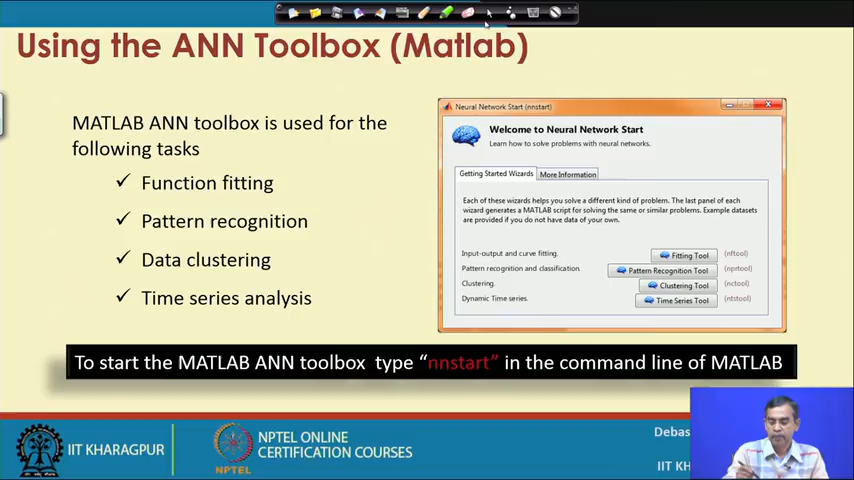 Using the ANN Toolbox (Matlab)
MATLAB ANN toolbox is used for the
following tasks
✓ Function fitting
✓ Pattern recognition
✓ Data clustering
✓ Time series analysis
Neural Network Start (nnstart)
Welcome to Neural Network Start
Learn how to solve problems with neural networks.
Getting Started Wizards
More Information
Each of these wizards helps you solve a different kind of problem. The last panel of each
wizard generates a MATLAB script for solving the same or similar problems. Example datasets
are provided if you do not have data of your own.
Input-output and curve fitting. Fitting Tool (nftool)
Pattern recognition and classification. Pattern Recognition Tool (nprtool)
Clustering. Clustering Tool (nctool)
Dynamic Time series. Time Series Tool (ntstool)
To start the MATLAB ANN toolbox type “nnstart” in the command line of MATLAB
IIT KHARAGPUR
NPTEL
NPTEL ONLINE
CERTIFICATION COURSES
Debas
IIT KH